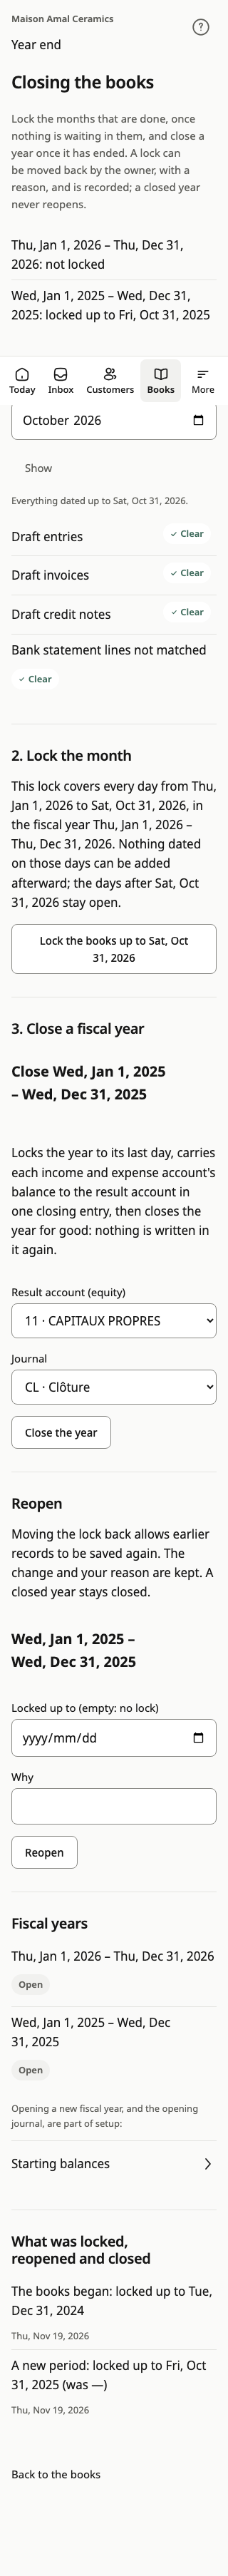 Maison Amal Ceramics
?
Year end
Closing the books
Lock the months that are done, once
nothing is waiting in them, and close a
year once it has ended. A lock can
be moved back by the owner, with a
reason, and is recorded; a closed year
never reopens.
Thu, Jan 1, 2026 – Thu, Dec 31,
2026: not locked
Wed, Jan 1, 2025 – Wed, Dec 31,
2025: locked up to Fri, Oct 31, 2025
Today Inbox Customers Books More
October 2026
Show
Everything dated up to Sat, Oct 31, 2026.
Draft entries Clear
Draft invoices Clear
Draft credit notes Clear
Bank statement lines not matched
Clear
2. Lock the month
This lock covers every day from Thu,
Jan 1, 2026 to Sat, Oct 31, 2026, in
the fiscal year Thu, Jan 1, 2026 –
Thu, Dec 31, 2026. Nothing dated
on those days can be added
afterward; the days after Sat, Oct
31, 2026 stay open.
Lock the books up to Sat, Oct
31, 2026
3. Close a fiscal year
Close Wed, Jan 1, 2025
– Wed, Dec 31, 2025
Locks the year to its last day, carries
each income and expense account's
balance to the result account in
one closing entry, then closes the
year for good: nothing is written in
it again.
Result account (equity)
11 · CAPITAUX PROPRES
Journal
CL · Clôture
Close the year
Reopen
Moving the lock back allows earlier
records to be saved again. The
change and your reason are kept. A
closed year stays closed.
Wed, Jan 1, 2025 –
Wed, Dec 31, 2025
Locked up to (empty: no lock)
yyyy/mm/dd
Why
Reopen
Fiscal years
Thu, Jan 1, 2026 – Thu, Dec 31, 2026
Open
Wed, Jan 1, 2025 – Wed, Dec
31, 2025
Open
Opening a new fiscal year, and the opening
journal, are part of setup:
Starting balances
What was locked,
reopened and closed
The books began: locked up to Tue,
Dec 31, 2024
Thu, Nov 19, 2026
A new period: locked up to Fri, Oct
31, 2025 (was —)
Thu, Nov 19, 2026
Back to the books